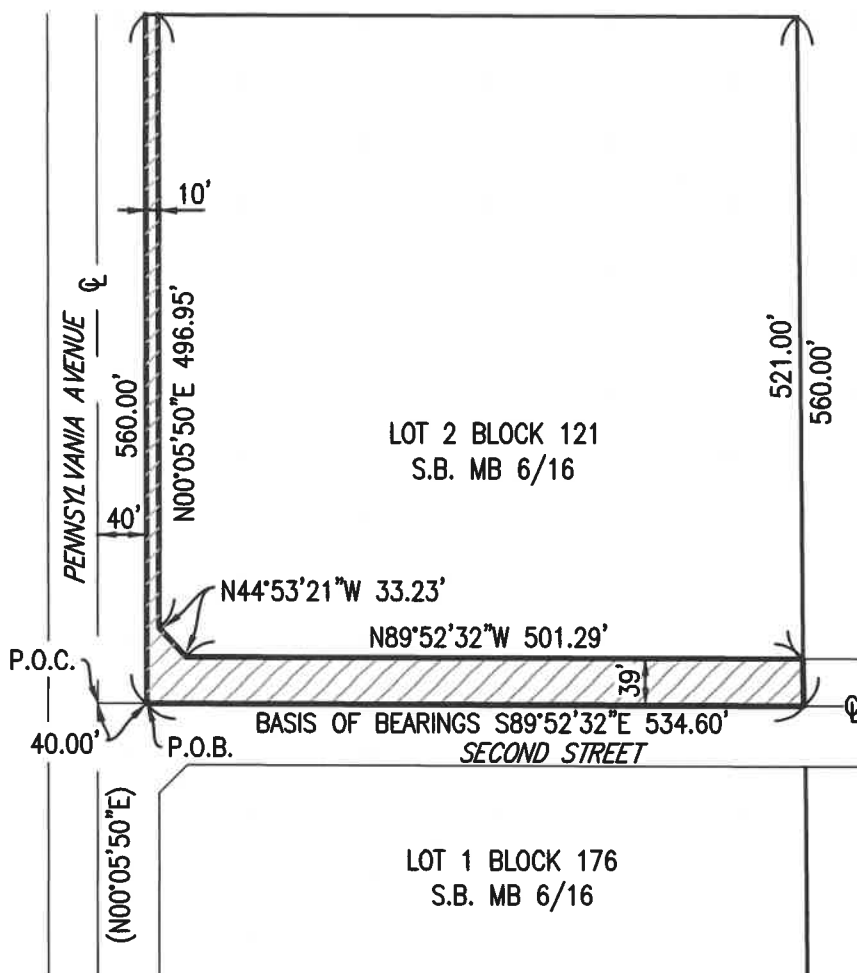 10'
PENNSYLVANIA AVENUE
℄
560.00'
N00°05'50"E 496.95'
521.00'
560.00'
LOT 2 BLOCK 121
S.B. MB 6/16
40'
N44°53'21"W 33.23'
N89°52'32"W 501.29'
P.O.C.
39'
40.00'
P.O.B.
BASIS OF BEARINGS S89°52'32"E 534.60'
℄
SECOND STREET
(N00°05'50"E)
LOT 1 BLOCK 176
S.B. MB 6/16